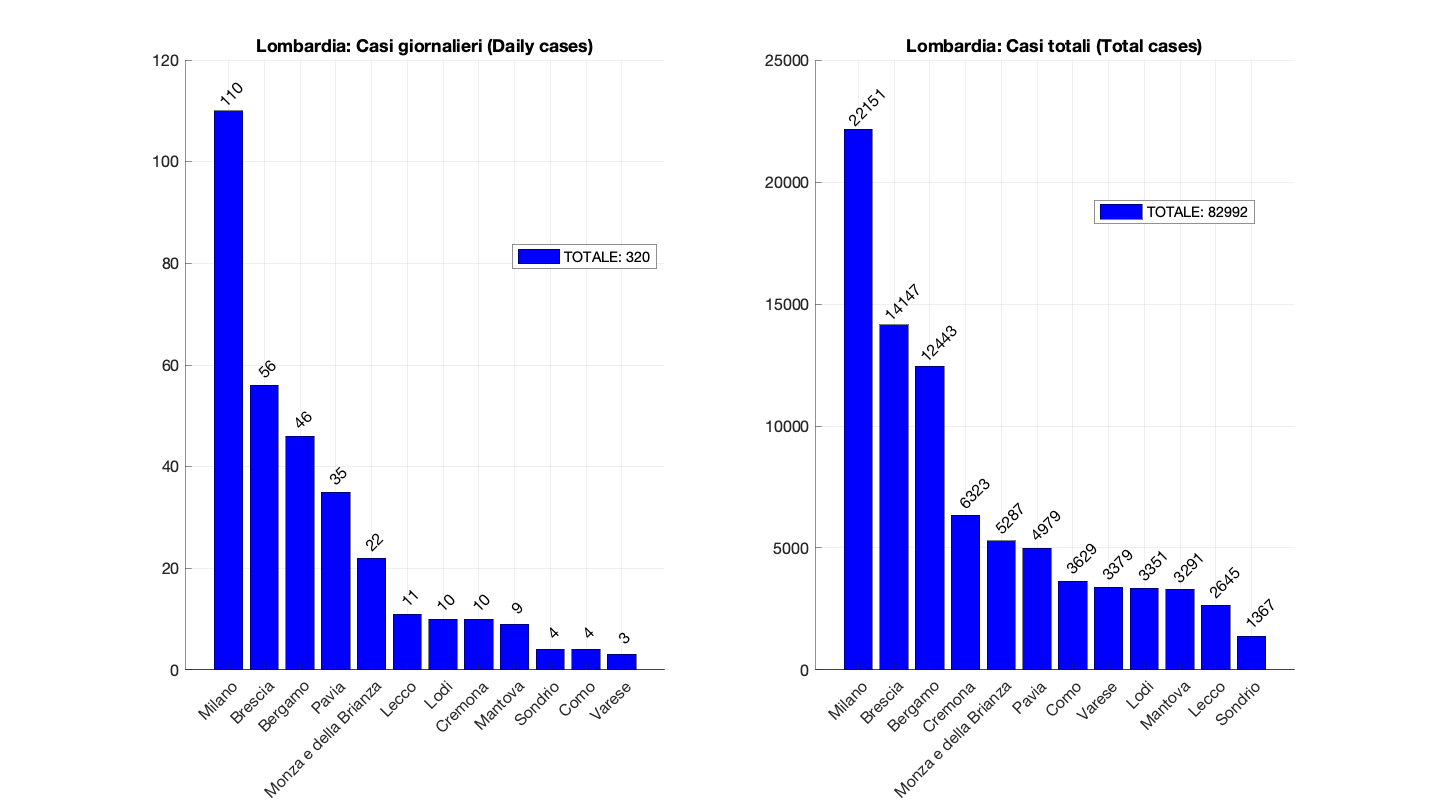 Lombardia: Casi giornalieri (Daily cases)
120
100
80
60
40
20
0
110
56
46
35
22
11
10
10
9
4
4
3
TOTALE: 320
Milano
Brescia
Bergamo
Pavia
Monza e della Brianza
Lecco
Lodi
Cremona
Mantova
Sondrio
Como
Varese
Lombardia: Casi totali (Total cases)
25000
20000
15000
10000
5000
0
22151
14147
12443
6323
5287
4979
3629
3379
3351
3291
2645
1367
TOTALE: 82992
Milano
Brescia
Bergamo
Cremona
Monza e della Brianza
Pavia
Como
Varese
Lodi
Mantova
Lecco
Sondrio